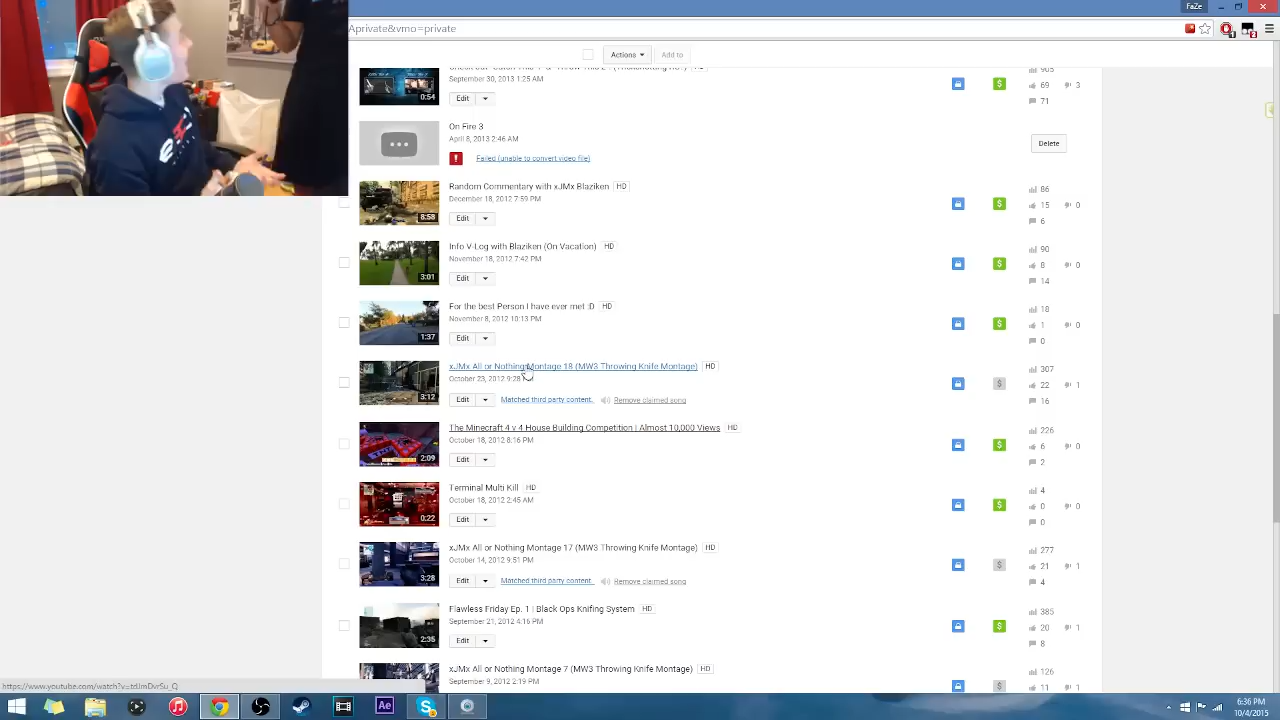 FaZe
Aprivate&vmo=private
Actions
Add to
September 30, 2013 1:25 AM
HD
905
69
3
71
0:54
Edit
On Fire 3
April 8, 2013 2:46 AM
Failed (unable to convert video file)
Delete
Random Commentary with xJMx Blaziken HD
December 18, 2012 7:59 PM
8:58
Edit
86
15
0
6
Info V-Log with Blaziken (On Vacation) HD
November 18, 2012 7:42 PM
3:01
Edit
90
8
0
14
For the best Person I have ever met :D HD
November 8, 2012 10:13 PM
1:37
Edit
18
1
0
0
xJMx All or Nothing Montage 18 (MW3 Throwing Knife Montage) HD
October 23, 2012 9:28
3:12
Edit
Matched third party content.
Remove claimed song
307
22
1
16
The Minecraft 4 v 4 House Building Competition | Almost 10,000 Views HD
October 18, 2012 8:16 PM
2:09
Edit
226
6
0
2
Terminal Multi Kill HD
October 18, 2012 2:45 AM
0:22
Edit
4
0
0
0
xJMx All or Nothing Montage 17 (MW3 Throwing Knife Montage) HD
October 14, 2012 9:51 PM
3:28
Edit
Matched third party content.
Remove claimed song
277
21
1
4
Flawless Friday Ep. 1 | Black Ops Knifing System HD
September 21, 2012 4:16 PM
2:35
Edit
385
20
1
8
xJMx All or Nothing Montage 7 (MW3 Throwing Knife Montage) HD
September 9, 2012 2:19 PM
126
11
1
Ae
6:36 PM
10/4/2015